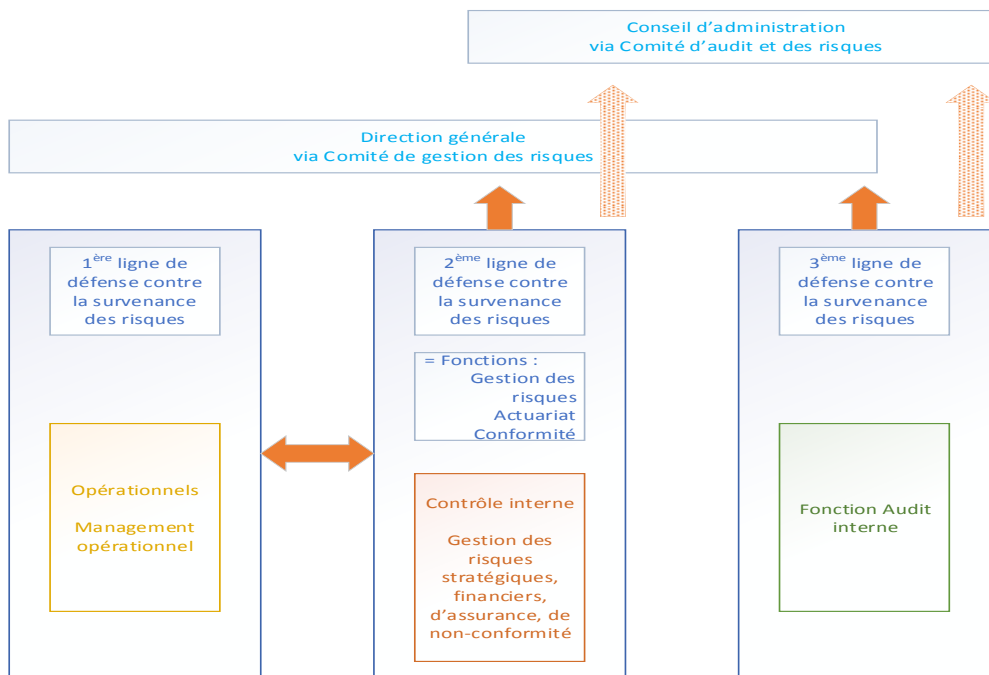 Conseil d'administration
via Comité d'audit et des risques
Direction générale
via Comité de gestion des risques
1ère ligne de
défense contre
la survenance
des risques
Opérationnels
Management
opérationnel
2ème ligne de
défense contre
la survenance
des risques
= Fonctions :
Gestion des
risques
Actuariat
Conformité
Contrôle interne
Gestion des
risques
stratégiques,
financiers,
d'assurance, de
non-conformité
3ème ligne de
défense contre
la survenance
des risques
Fonction Audit
interne